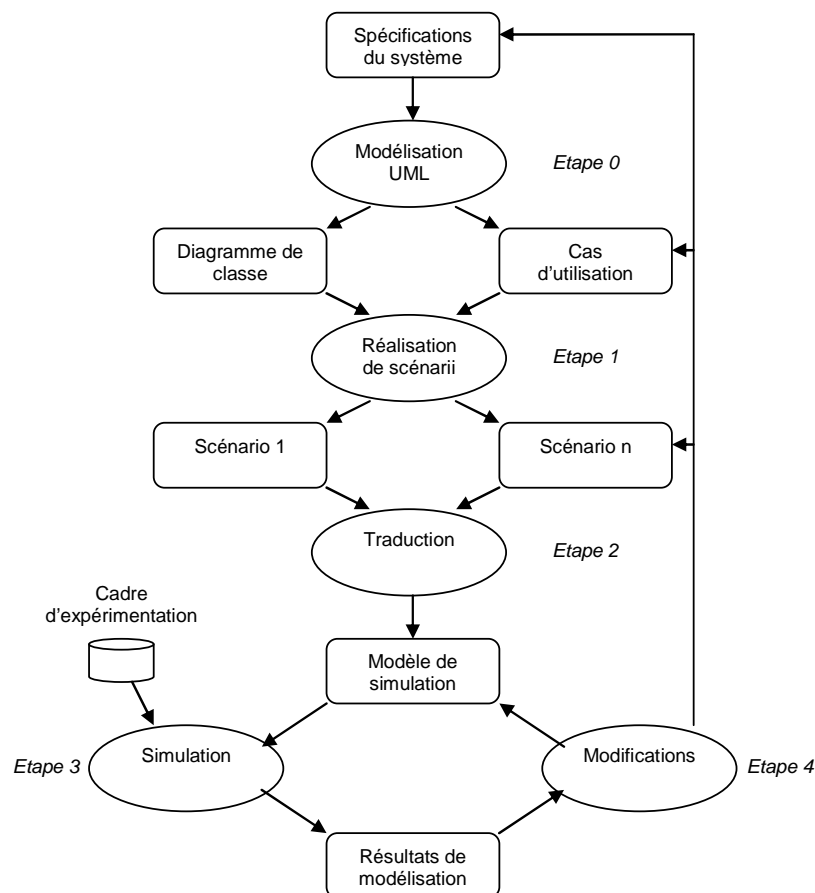 Spécifications
du système
Modélisation
UML
Etape 0
Diagramme de
classe
Cas
d'utilisation
Réalisation
de scénarii
Etape 1
Scénario 1
Scénario n
Traduction
Etape 2
Cadre
d'expérimentation
Modèle de
simulation
Etape 3
Simulation
Modifications
Etape 4
Résultats de
modélisation